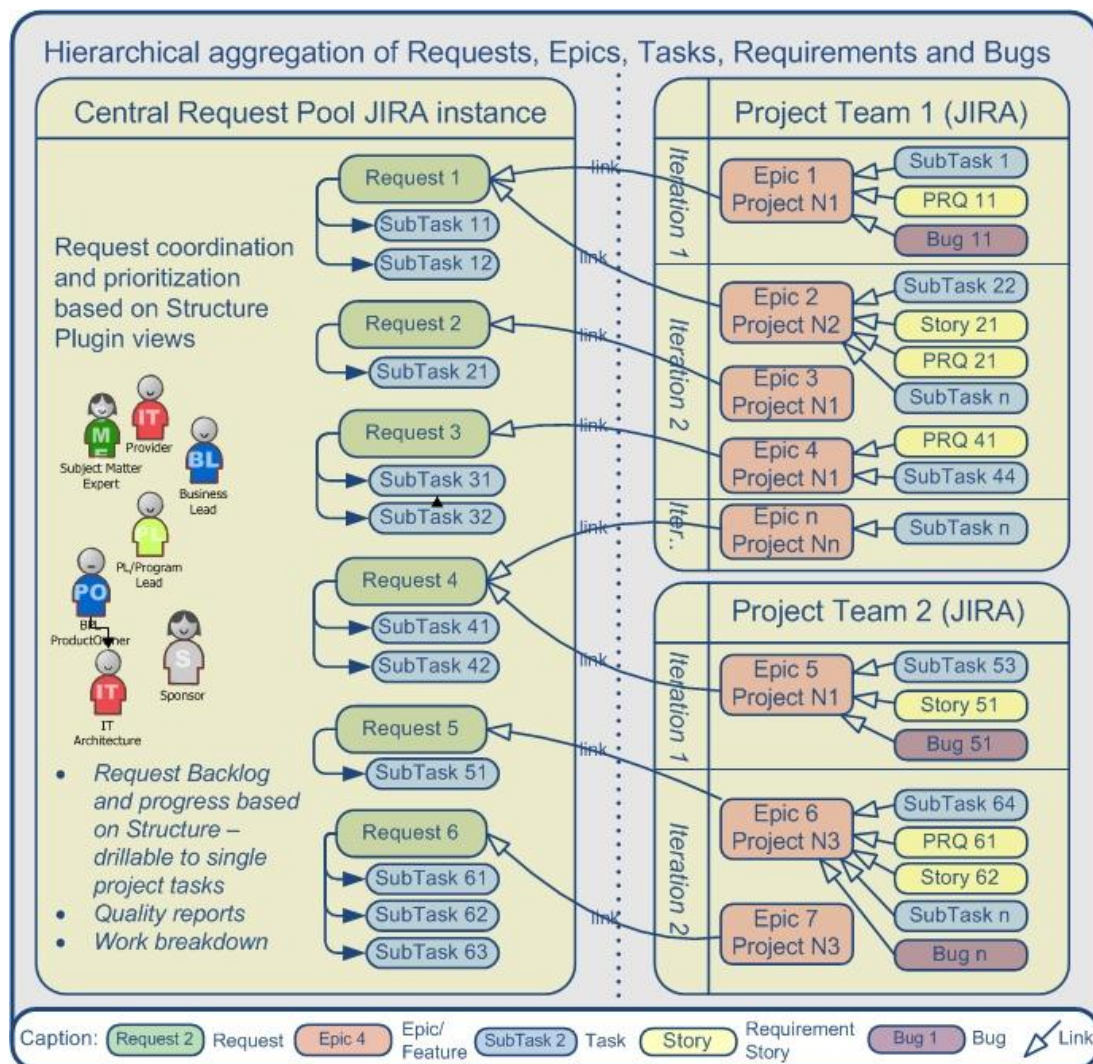 Hierarchical aggregation of Requests, Epics, Tasks, Requirements and Bugs
Central Request Pool JIRA instance
Request coordination
and prioritization
based on Structure
Plugin views
IT
Provider
M
E
Subject Matter
Expert
BL
Business
Lead
PL
PL/Program
Lead
PO
BPL
ProductOwner
S
Sponsor
IT
IT
Architecture
• Request Backlog
and progress based
on Structure –
drillable to single
project tasks
• Quality reports
• Work breakdown
Request 1
SubTask 11
SubTask 12
Request 2
SubTask 21
Request 3
SubTask 31
SubTask 32
Request 4
SubTask 41
SubTask 42
Request 5
SubTask 51
Request 6
SubTask 61
SubTask 62
SubTask 63
link
link
link
link
link
link
link
link
Project Team 1 (JIRA)
Iteration 1
Epic 1
Project N1
SubTask 1
PRQ 11
Bug 11
Iteration 2
Epic 2
Project N2
SubTask 22
Story 21
PRQ 21
SubTask n
Epic 3
Project N1
Epic 4
Project N1
PRQ 41
SubTask 44
Iter..
Epic n
Project Nn
SubTask n
Project Team 2 (JIRA)
Iteration 1
Epic 5
Project N1
SubTask 53
Story 51
Bug 51
Iteration 2
Epic 6
Project N3
SubTask 64
PRQ 61
Story 62
SubTask n
Bug n
Epic 7
Project N3
Caption:
Request 2
Request
Epic 4
Epic/
Feature
SubTask 2
Task
Story
Requirement
Story
Bug 1
Bug
Link